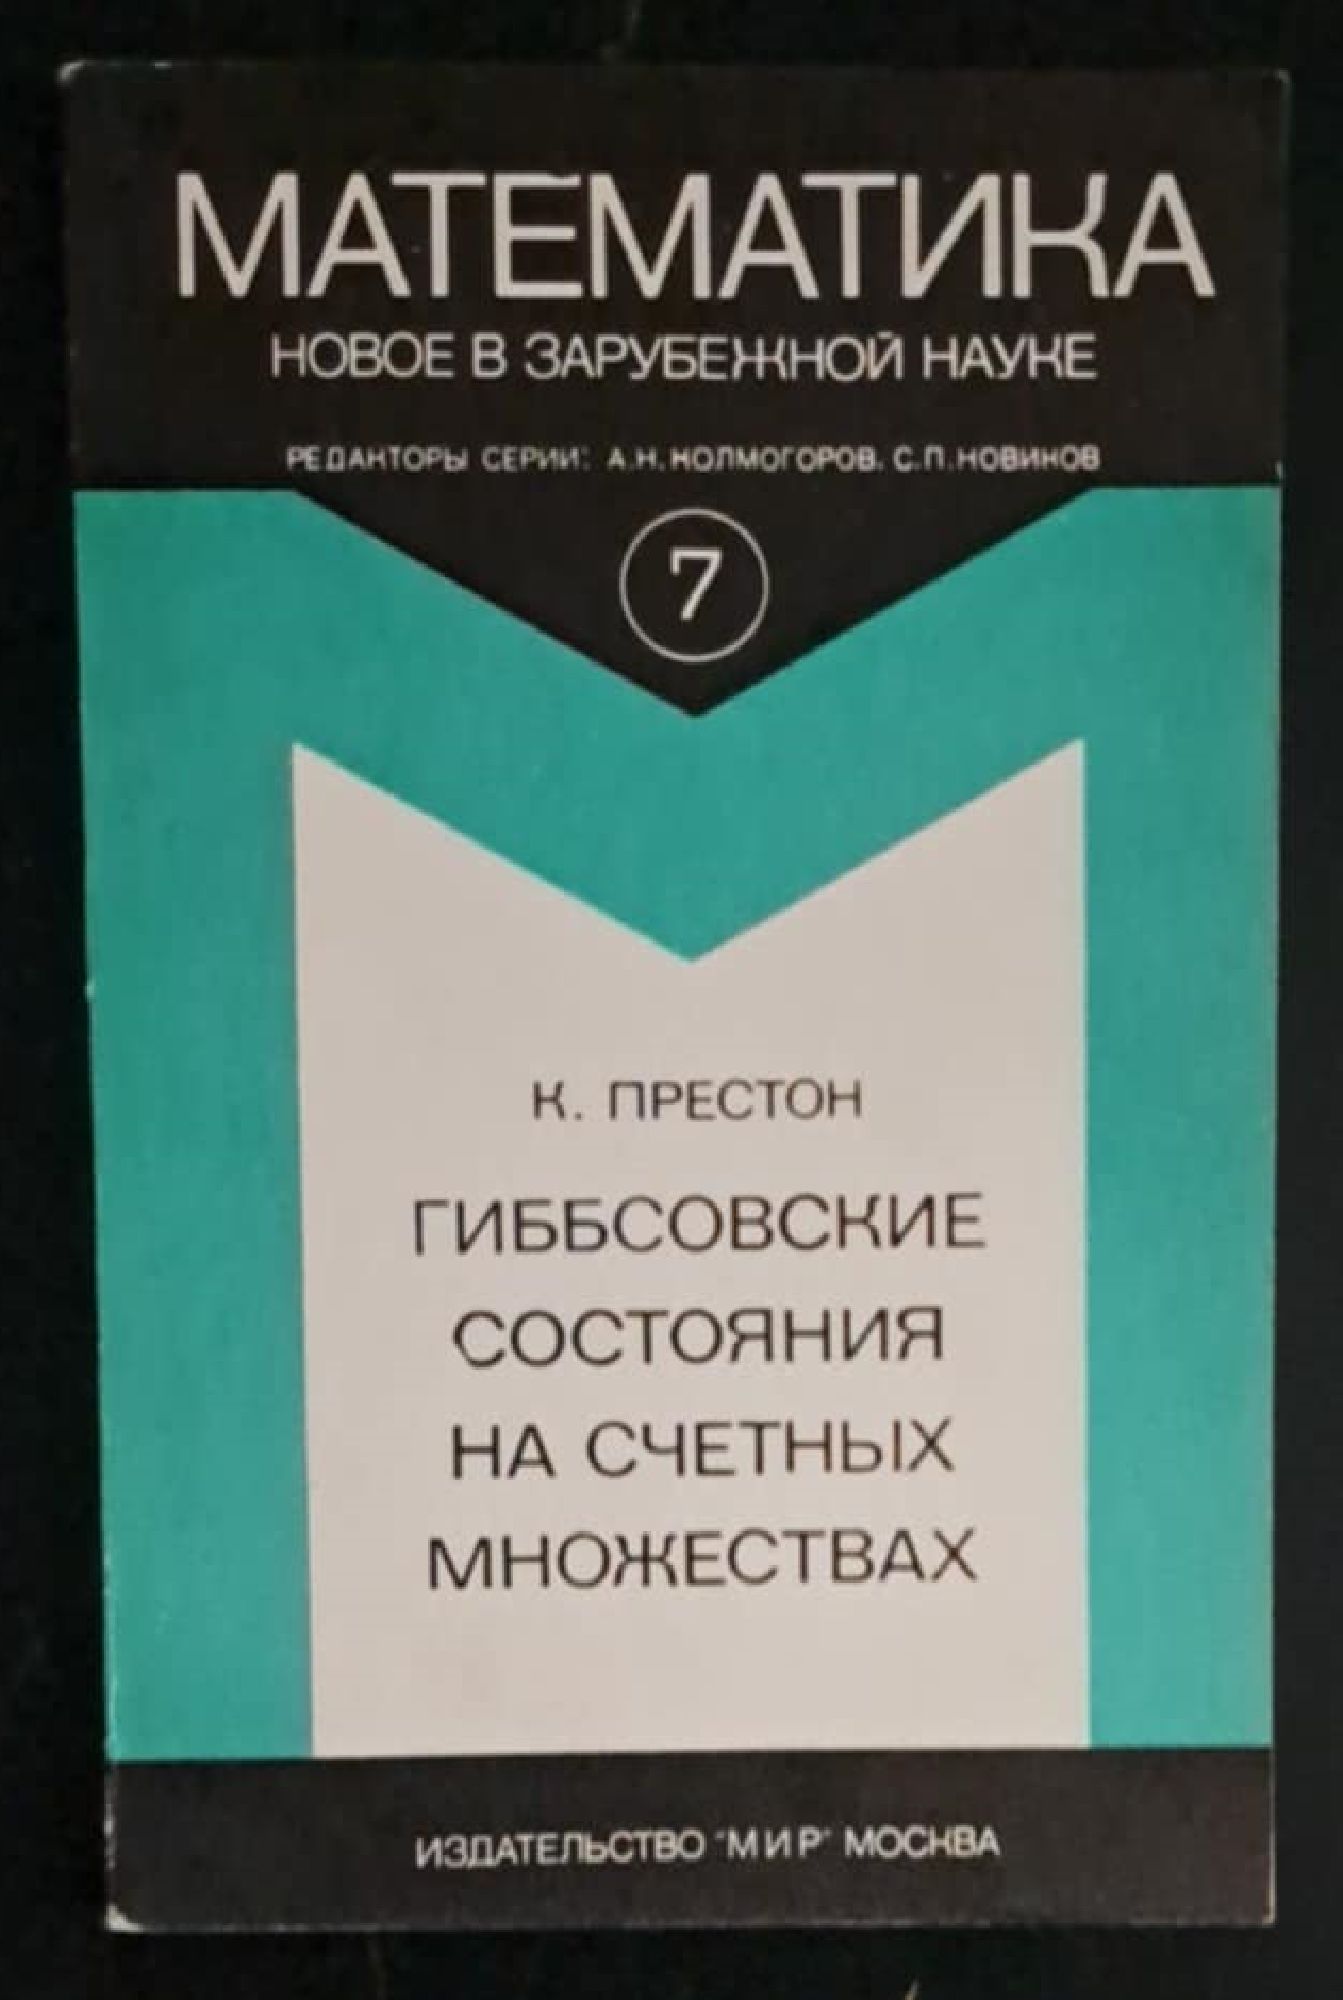 МАТЕМАТИКА
НОВОЕ В ЗАРУБЕЖНОЙ НАУКЕ
РЕДАКТОРЫ СЕРИИ: А.Н. КОЛМОГОРОВ, С.П. НОВИКОВ
7
К. ПРЕСТОН
ГИББСОВСКИЕ
СОСТОЯНИЯ
НА СЧЕТНЫХ
МНОЖЕСТВАХ
ИЗДАТЕЛЬСТВО "МИР" МОСКВА